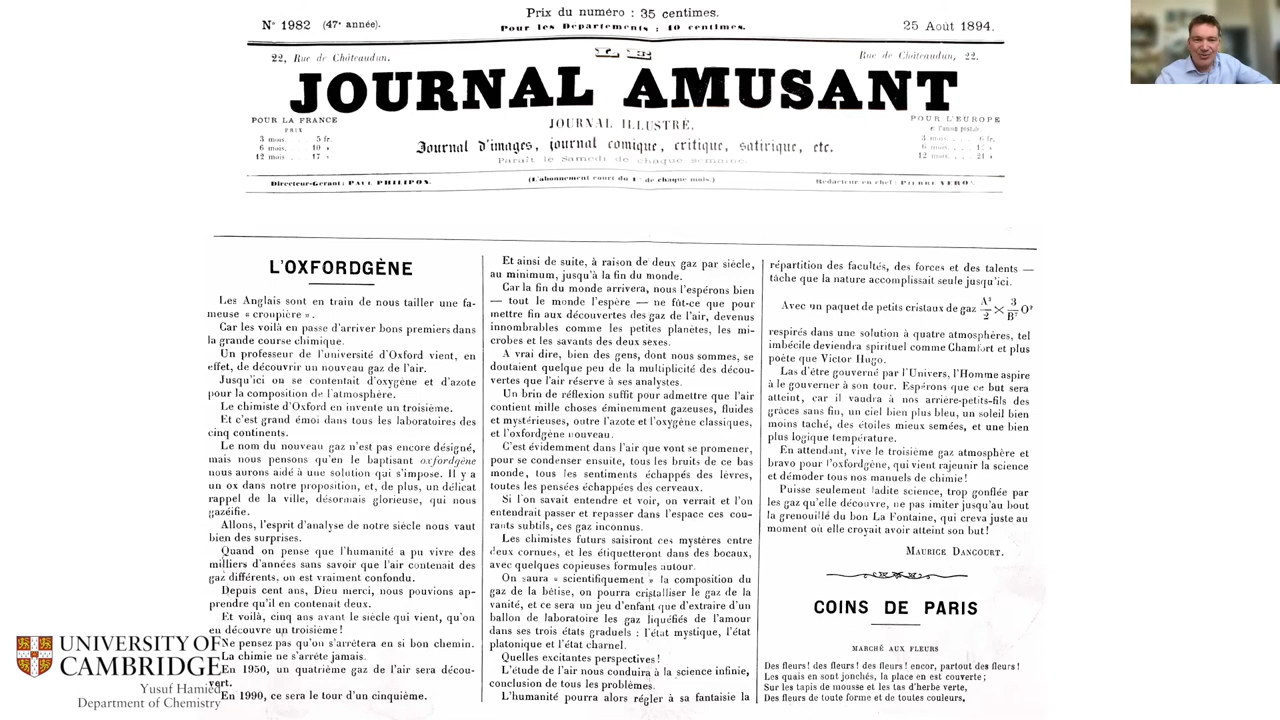 N° 1982 (47e année).
Prix du numéro : 35 centimes.
Pour les Departements : 40 centimes.
25 Août 1894.
22, Rue de Châteaudun.
LE
Rue de Châteaudun, 22.
JOURNAL AMUSANT
POUR LA FRANCE
PRIX
3 mois. . . 5 fr.
6 mois. . . 10 »
12 mois . . . 17 »
JOURNAL ILLUSTRÉ,
Journal d'images, journal comique, critique, satirique, etc.
Paraît le Samedi de chaque semaine.
POUR L'EUROPE
3 mois. . . . 6 fr.
6 mois. . . .
12 mois. . . . 21 »
Directeur-Gerant : PAUL PHILIPON.
(L'abonnement court du 1er de chaque mois.)
Rédacteur en chef : PIERRE VERON.
L'OXFORDGÈNE
Les Anglais sont en train de nous tailler une fa-
meuse « croupière ».
Car les voilà en passe d'arriver bons premiers dans
la grande course chimique.
Un professeur de l'université d'Oxford vient, en
effet, de découvrir un nouveau gaz de l'air.
Jusqu'ici on se contentait d'oxygène et d'azote
pour la composition de l'atmosphère.
Le chimiste d'Oxford en invente un troisième.
Et c'est grand émoi dans tous les laboratoires des
cinq continents.
Le nom du nouveau gaz n'est pas encore désigné,
mais nous pensons qu'en le baptisant oxfordgène
nous aurons aidé à une solution qui s'impose. Il y a
un ox dans notre proposition, et, de plus, un délicat
rappel de la ville, désormais glorieuse, qui nous
gazéifie.
Allons, l'esprit d'analyse de notre siècle nous vaut
bien des surprises.
Quand on pense que l'humanité a pu vivre des
milliers d'années sans savoir que l'air contenait des
gaz différents, on est vraiment confondu.
Depuis cent ans, Dieu merci, nous pouvions ap-
prendre qu'il en contenait deux.
Et voilà, cinq ans avant le siècle qui vient, qu'on
en découvre un troisième !
Ne pensez pas qu'on s'arrêtera en si bon chemin.
La chimie ne s'arrête jamais.
En 1950, un quatrième gaz de l'air sera décou-
vert.
En 1990, ce sera le tour d'un cinquième.
Et ainsi de suite, à raison de deux gaz par siècle,
au minimum, jusqu'à la fin du monde.
Car la fin du monde arrivera, nous l'espérons bien
— tout le monde l'espère — ne fût-ce que pour
mettre fin aux découvertes des gaz de l'air, devenus
innombrables comme les petites planètes, les mi-
crobes et les savants des deux sexes.
A vrai dire, bien des gens, dont nous sommes, se
doutaient quelque peu de la multiplicité des décou-
vertes que l'air réserve à ses analystes.
Un brin de réflexion suffit pour admettre que l'air
contient mille choses éminemment gazeuses, fluides
et mystérieuses, outre l'azote et l'oxygène classiques,
et l'oxfordgène nouveau.
C'est évidemment dans l'air que vont se promener,
pour se condenser ensuite, tous les bruits de ce bas
monde, tous les sentiments échappés des lèvres,
toutes les pensées échappées des cerveaux.
Si l'on savait entendre et voir, on verrait et l'on
entendrait passer et repasser dans l'espace ces cou-
rants subtils, ces gaz inconnus.
Les chimistes futurs saisiront ces mystères entre
deux cornues, et les étiquetteront dans des bocaux,
avec quelques copieuses formules autour.
On saura « scientifiquement » la composition du
gaz de la bêtise, on pourra cristalliser le gaz de la
vanité, et ce sera un jeu d'enfant que d'extraire d'un
ballon de laboratoire les gaz liquéfiés de l'amour
dans ses trois états graduels : l'état mystique, l'état
platonique et l'état charnel.
Quelles excitantes perspectives !
L'étude de l'air nous conduira à la science infinie,
conclusion de tous les problèmes.
L'humanité pourra alors régler à sa fantaisie la
répartition des facultés, des forces et des talents —
tâche que la nature accomplissait seule jusqu'ici.
Avec un paquet de petits cristaux de gaz A³/2 × 3/B⁷ Oᵖ
respirés dans une solution à quatre atmosphères, tel
imbécile deviendra spirituel comme Chamfort et plus
poète que Victor Hugo.
Las d'être gouverné par l'Univers, l'Homme aspire
à le gouverner à son tour. Espérons que ce but sera
atteint, car il vaudra à nos arrière-petits-fils des
grâces sans fin, un ciel bien plus bleu, un soleil bien
moins taché, des étoiles mieux semées, et une bien
plus logique température.
En attendant, vive le troisième gaz atmosphère et
bravo pour l'oxfordgène, qui vient rajeunir la science
et démoder tous nos manuels de chimie !
Puisse seulement ladite science, trop gonflée par
les gaz qu'elle découvre, ne pas imiter jusqu'au bout
la grenouille du bon La Fontaine, qui creva juste au
moment où elle croyait avoir atteint son but !
MAURICE DANCOURT.
COINS DE PARIS
MARCHÉ AUX FLEURS
Des fleurs ! des fleurs ! des fleurs ! encor, partout des fleurs !
Les quais en sont jonchés, la place en est couverte ;
Sur les tapis de mousse et les tas d'herbe verte,
Des fleurs de toute forme et de toutes couleurs,
UNIVERSITY OF
CAMBRIDGE
Yusuf Hamied
Department of Chemistry